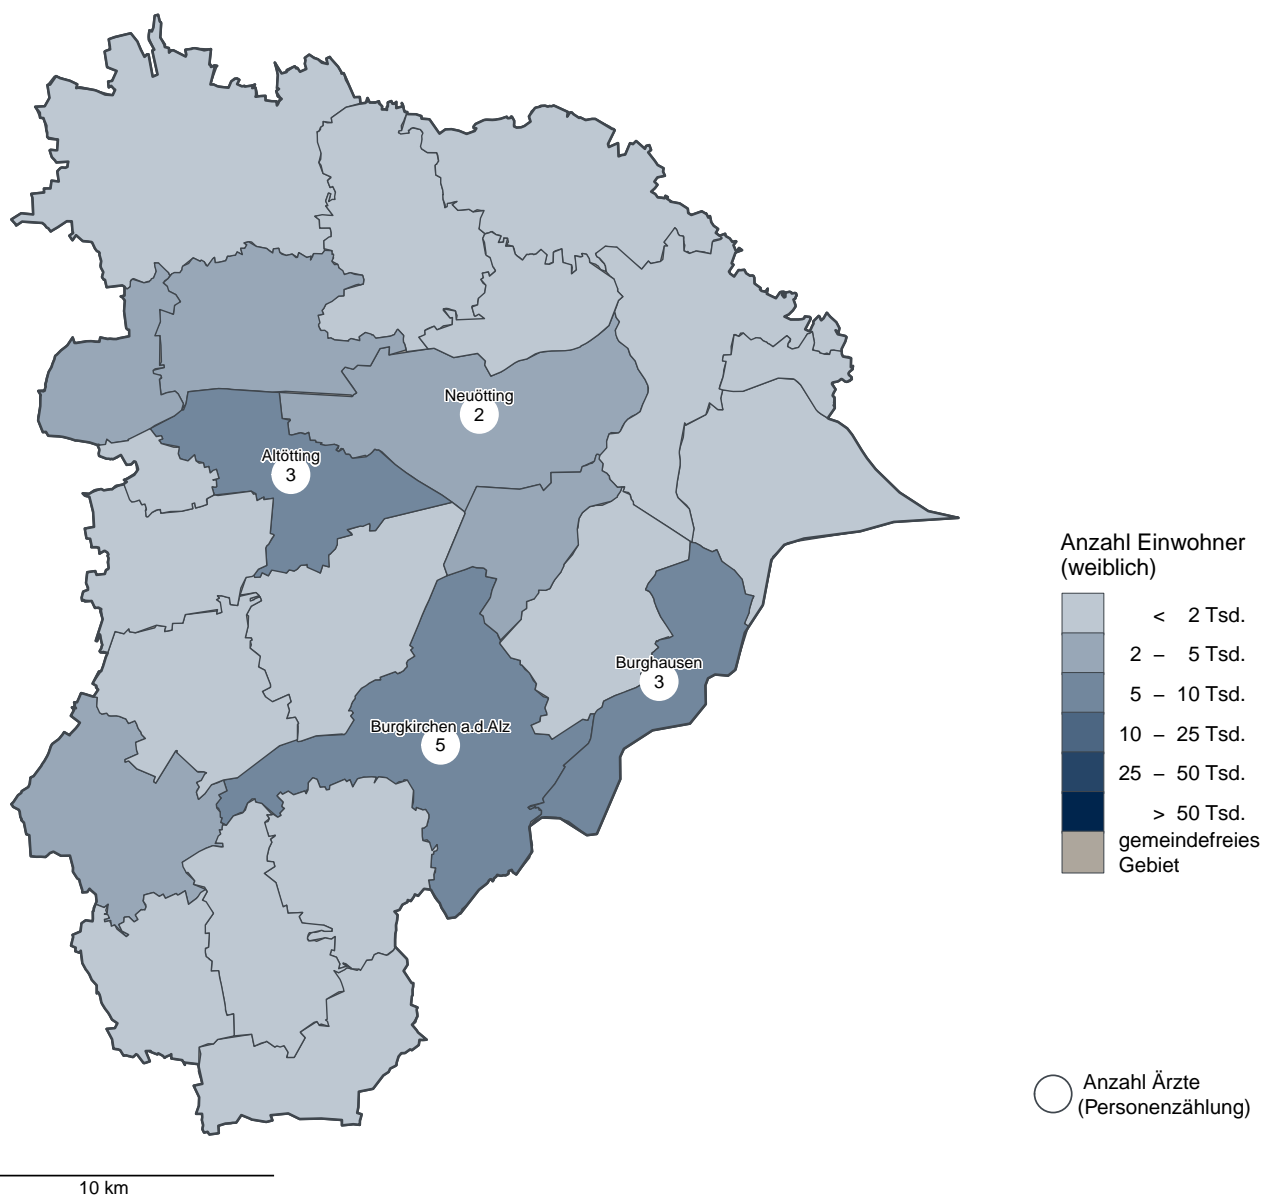 Neuötting
2
Altötting
3
Burghausen
3
Burgkirchen a.d.Alz
5
Anzahl Einwohner
(weiblich)
< 2 Tsd.
2 – 5 Tsd.
5 – 10 Tsd.
10 – 25 Tsd.
25 – 50 Tsd.
> 50 Tsd.
gemeindefreies
Gebiet
Anzahl Ärzte
(Personenzählung)
10 km